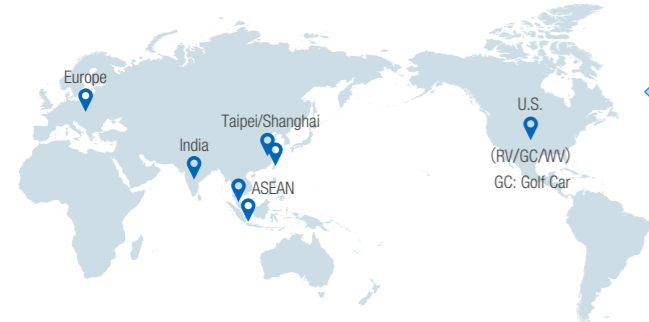 Europe
U.S.
Taipei/Shanghai
India
(RV/GC/WV)
ASEAN
GC: Golf Car